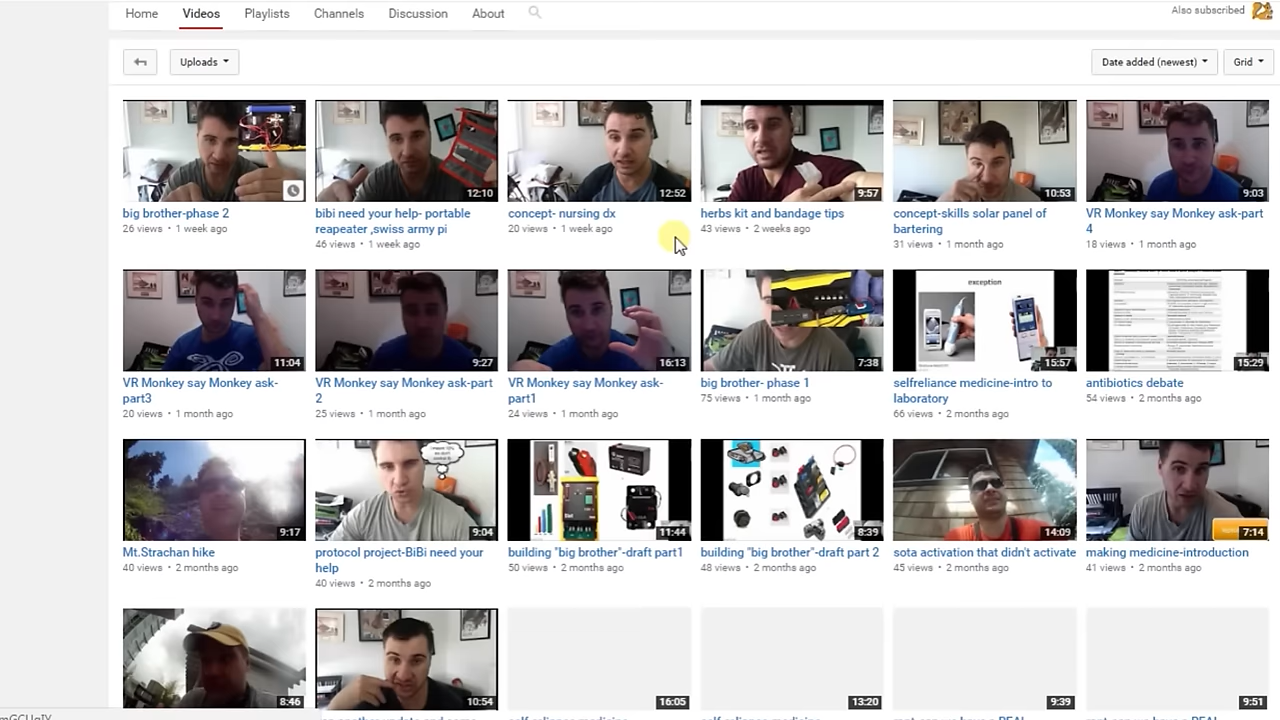 Home Videos Playlists Channels Discussion About
Also subscribed
Uploads
Date added (newest)
Grid
12:10
12:52
9:57
10:53
9:03
big brother-phase 2
26 views • 1 week ago
bibi need your help- portable
reapeater ,swiss army pi
46 views • 1 week ago
concept- nursing dx
20 views • 1 week ago
herbs kit and bandage tips
43 views • 2 weeks ago
concept-skills solar panel of
bartering
31 views • 1 month ago
VR Monkey say Monkey ask-part
4
18 views • 1 month ago
exception
11:04
9:27
16:13
7:38
15:57
15:29
VR Monkey say Monkey ask-
part3
20 views • 1 month ago
VR Monkey say Monkey ask-part
2
25 views • 1 month ago
VR Monkey say Monkey ask-
part1
24 views • 1 month ago
big brother- phase 1
75 views • 1 month ago
selfreliance medicine-intro to
laboratory
66 views • 2 months ago
antibiotics debate
54 views • 2 months ago
9:17
9:04
11:44
8:39
14:09
7:14
Mt.Strachan hike
40 views • 2 months ago
protocol project-BiBi need your
help
40 views • 2 months ago
building "big brother"-draft part1
50 views • 2 months ago
building "big brother"-draft part 2
48 views • 2 months ago
sota activation that didn't activate
45 views • 2 months ago
making medicine-introduction
41 views • 2 months ago
8:46
10:54
16:05
13:20
9:39
9:51